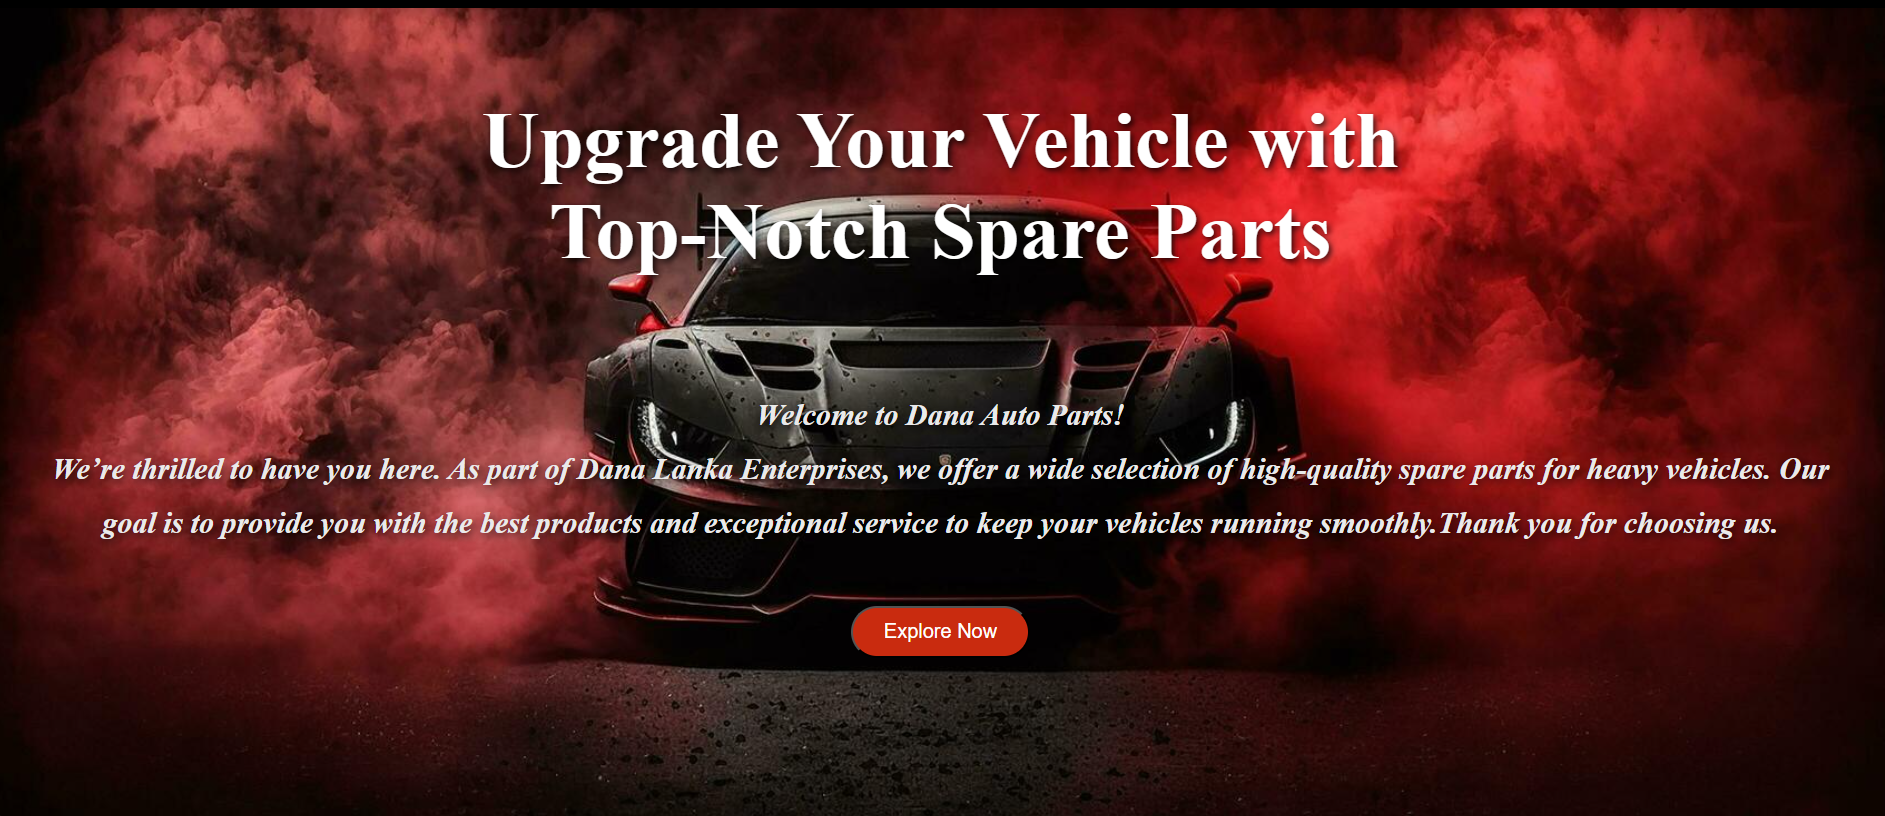 Upgrade Your Vehicle with
Top-Notch Spare Parts
Welcome to Dana Auto Parts!
We’re thrilled to have you here. As part of Dana Lanka Enterprises, we offer a wide selection of high-quality spare parts for heavy vehicles. Our
goal is to provide you with the best products and exceptional service to keep your vehicles running smoothly.Thank you for choosing us.
Explore Now